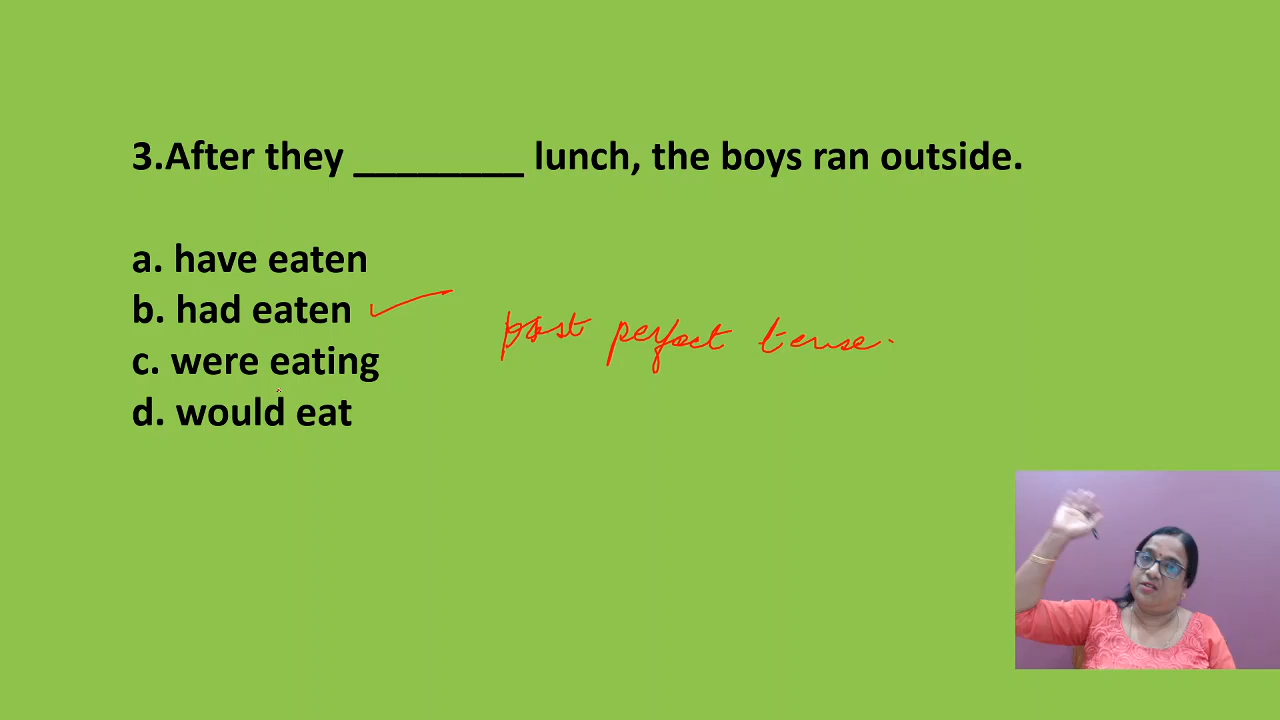 3.After they ________ lunch, the boys ran outside.
a. have eaten
b. had eaten
past perfect tense.
c. were eating
d. would eat